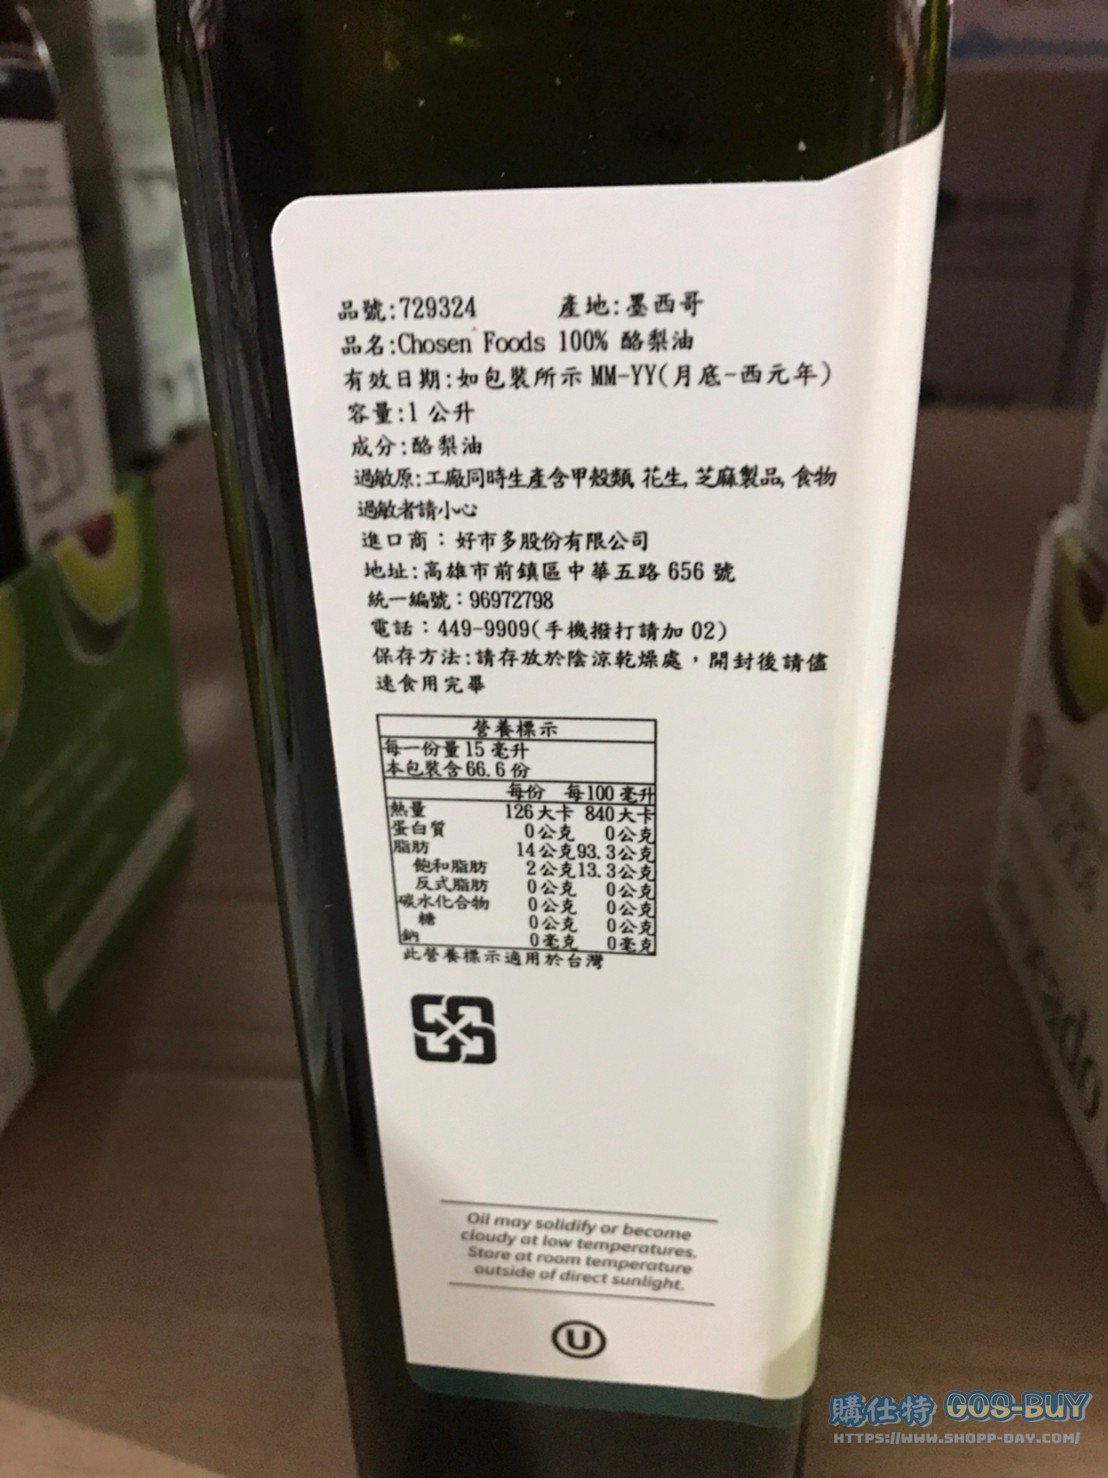 品號:729324 產地:墨西哥
品名:Chosen Foods 100% 酪梨油
有效日期:如包裝所示 MM-YY(月底-西元年)
容量:1 公升
成分:酪梨油
過敏原:工廠同時生產含甲殼類, 花生, 芝麻製品, 食物
過敏者請小心
進口商：好市多股份有限公司
地址:高雄市前鎮區中華五路 656 號
統一編號：96972798
電話：449-9909(手機撥打請加 02)
保存方法:請存放於陰涼乾燥處，開封後請儘
速食用完畢
營養標示
每一份量 15 毫升
本包裝含 66.6 份
每份 每100 毫升
熱量 126 大卡 840 大卡
蛋白質 0 公克 0 公克
脂肪 14 公克 93.3 公克
飽和脂肪 2 公克 13.3 公克
反式脂肪 0 公克 0 公克
碳水化合物 0 公克 0 公克
糖 0 公克 0 公克
鈉 0 毫克 0 毫克
此營養標示適用於台灣
Oil may solidify or become
cloudy at low temperatures.
Store at room temperature
outside of direct sunlight.
U
購仕特 GOS-BUY
HTTPS://WWW.SHOPP-DAY.COM/